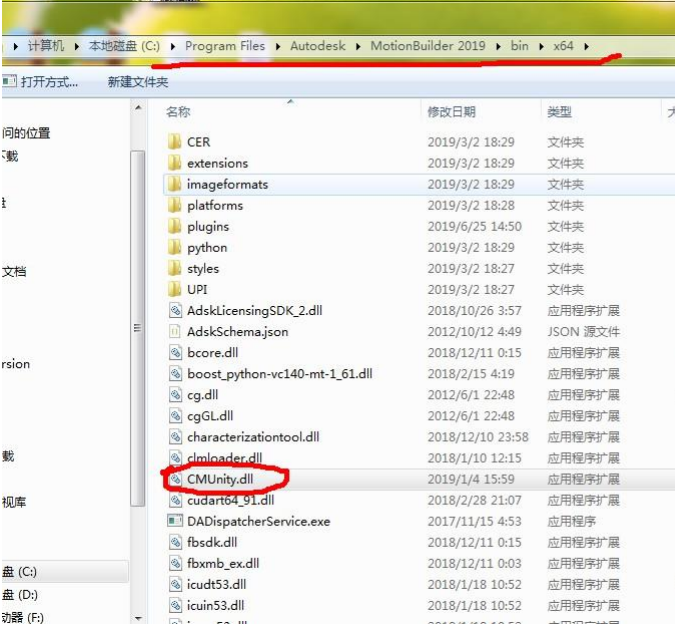 计算机 ▸ 本地磁盘 (C:) ▸ Program Files ▸ Autodesk ▸ MotionBuilder 2019 ▸ bin ▸ x64 ▸
打开方式... 新建文件夹
名称 修改日期 类型
问的位置
CER 2019/3/2 18:29 文件夹
下载
extensions 2019/3/2 18:29 文件夹
imageformats 2019/3/2 18:29 文件夹
platforms 2019/3/2 18:28 文件夹
plugins 2019/6/25 14:50 文件夹
python 2019/3/2 18:29 文件夹
文档
styles 2019/3/2 18:27 文件夹
UPI 2019/3/2 18:27 文件夹
AdskLicensingSDK_2.dll 2018/10/26 3:57 应用程序扩展
AdskSchema.json 2012/10/12 4:49 JSON 源文件
bcore.dll 2018/12/11 0:15 应用程序扩展
rsion
boost_python-vc140-mt-1_61.dll 2018/2/15 4:19 应用程序扩展
cg.dll 2012/6/1 22:48 应用程序扩展
cgGL.dll 2012/6/1 22:48 应用程序扩展
characterizationtool.dll 2018/12/10 23:58 应用程序扩展
载
clmloader.dll 2018/1/10 12:15 应用程序扩展
CMUnity.dll 2019/1/4 15:59 应用程序扩展
视库
cudart64_91.dll 2018/2/28 21:07 应用程序扩展
DADispatcherService.exe 2017/11/15 4:53 应用程序
fbsdk.dll 2018/12/11 0:15 应用程序扩展
盘 (C:)
fbxmb_ex.dll 2018/12/11 0:03 应用程序扩展
盘 (D:)
icudt53.dll 2018/1/18 10:52 应用程序扩展
icuin53.dll 2018/1/18 10:52 应用程序扩展
动器 (F:)